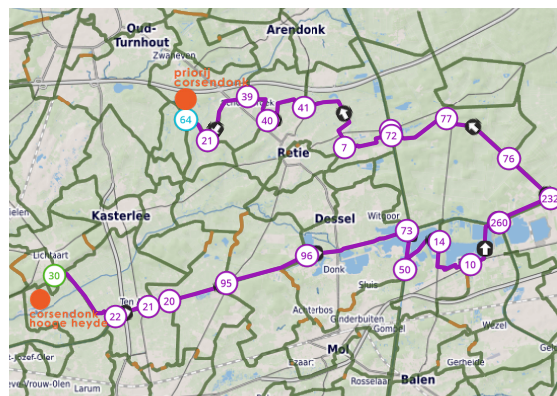 Oud-
Turnhout
Arendonk
Zwaneven
priorij
corsendonk
39
41
64
40
21
77
72
7
Retie
76
232
Kasterlee
Dessel
Witgoor
73
260
14
96
Donk
10
50
Sluis
Lichtaart
30
95
corsendonk
hooge heyde
Ten
21
20
22
Achterbos
Ginderbuiten
Gompel
Wezel
Mol
Ezaar:
Gerheide
Rosselaar
Balen
Larum